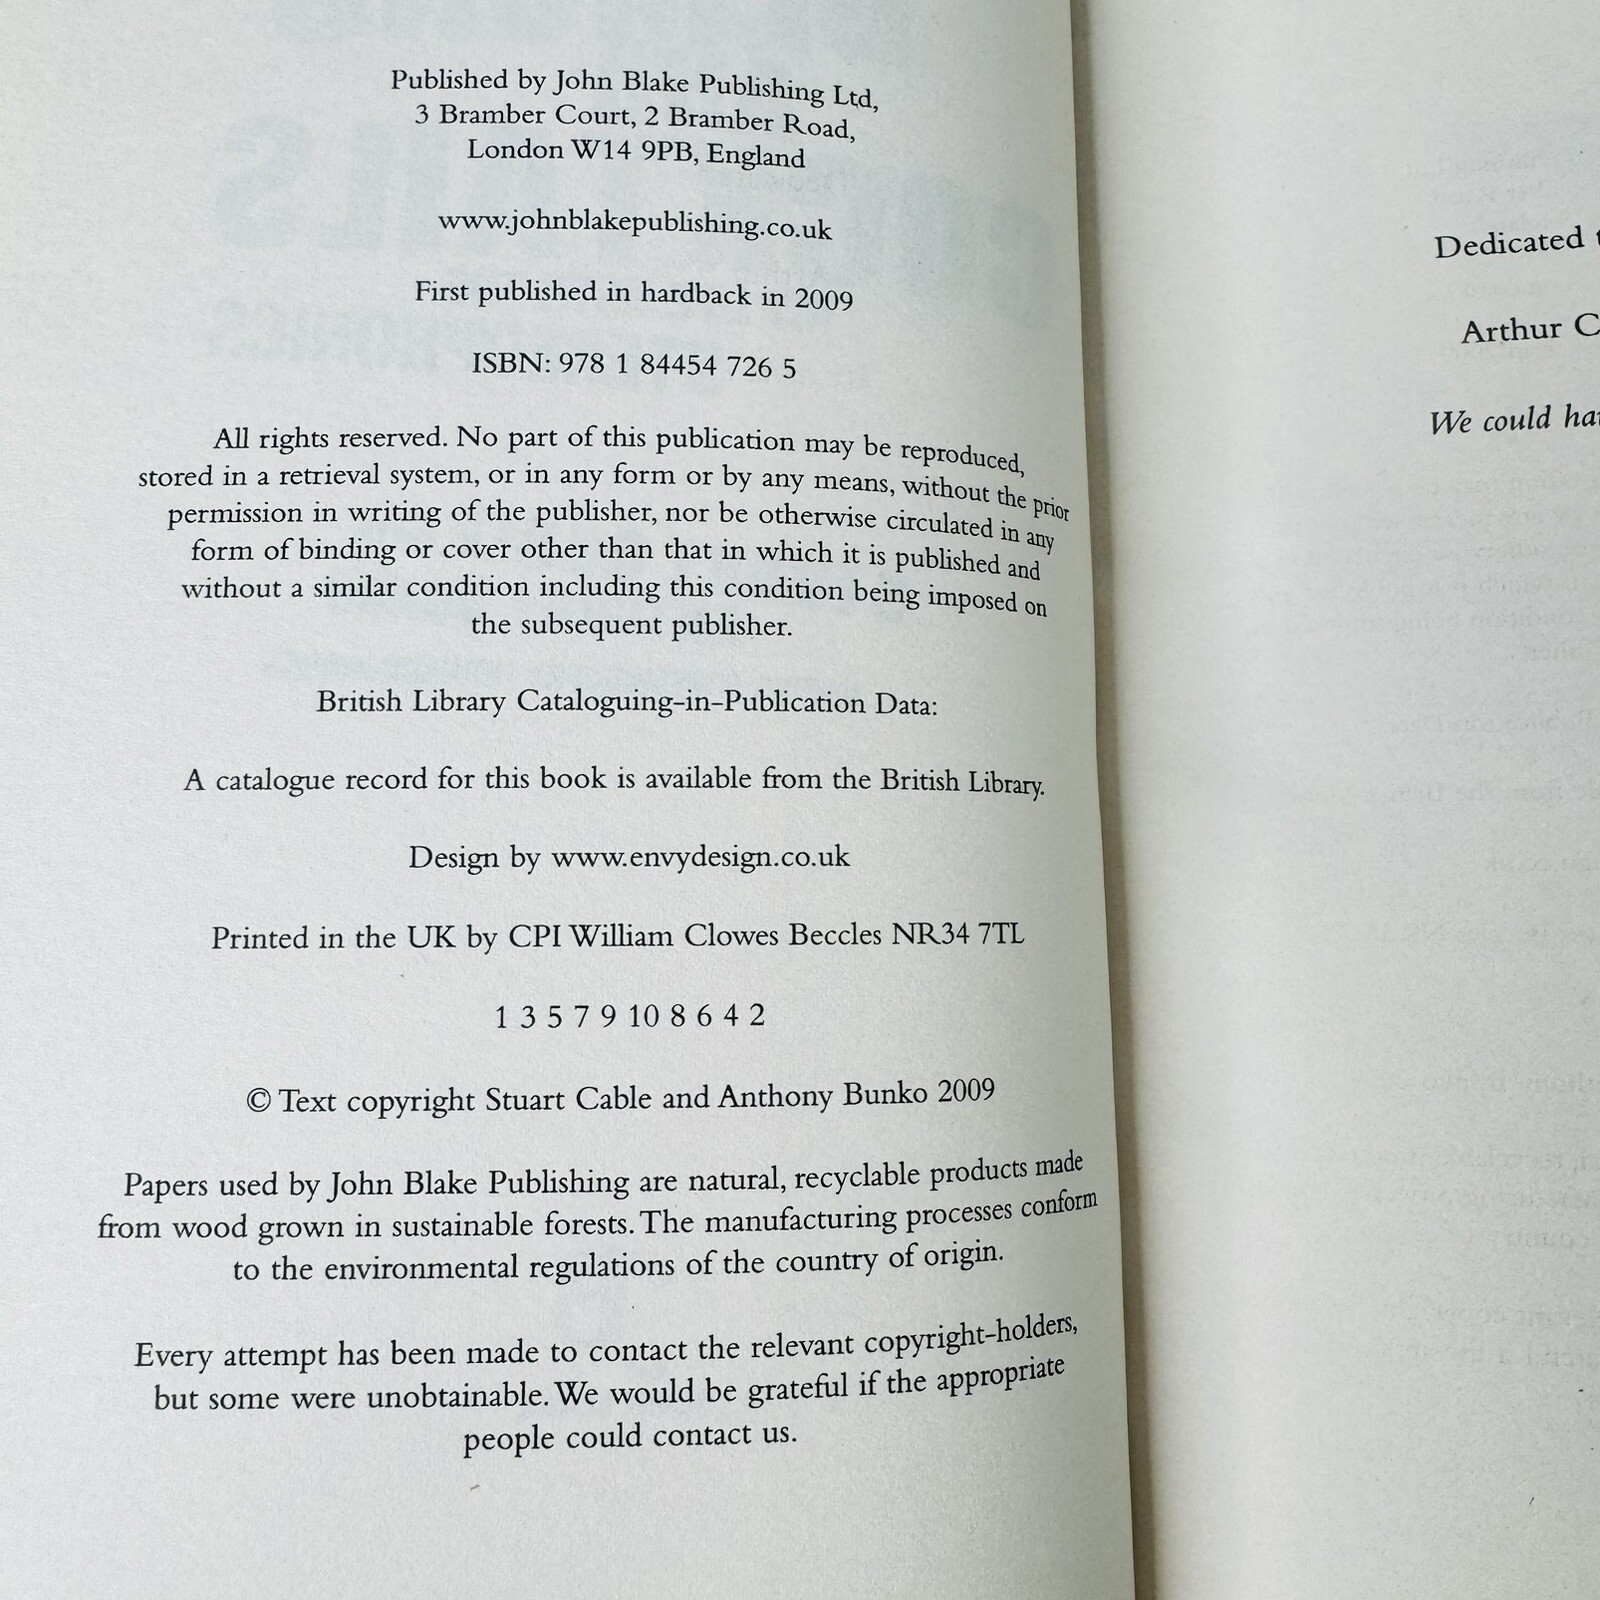 Published by John Blake Publishing Ltd,
3 Bramber Court, 2 Bramber Road,
London W14 9PB, England
www.johnblakepublishing.co.uk
First published in hardback in 2009
ISBN: 978 1 84454 726 5
All rights reserved. No part of this publication may be reproduced,
stored in a retrieval system, or in any form or by any means, without the prior
permission in writing of the publisher, nor be otherwise circulated in any
form of binding or cover other than that in which it is published and
without a similar condition including this condition being imposed on
the subsequent publisher.
British Library Cataloguing-in-Publication Data:
A catalogue record for this book is available from the British Library.
Design by www.envydesign.co.uk
Printed in the UK by CPI William Clowes Beccles NR34 7TL
1 3 5 7 9 10 8 6 4 2
© Text copyright Stuart Cable and Anthony Bunko 2009
Papers used by John Blake Publishing are natural, recyclable products made
from wood grown in sustainable forests. The manufacturing processes conform
to the environmental regulations of the country of origin.
Every attempt has been made to contact the relevant copyright-holders,
but some were unobtainable. We would be grateful if the appropriate
people could contact us.
Dedicated
Arthur C
We could